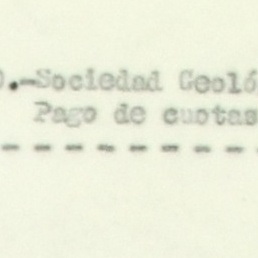 0.-Sociedad Geoló
Pago de cuotas
- - - - - - - - -